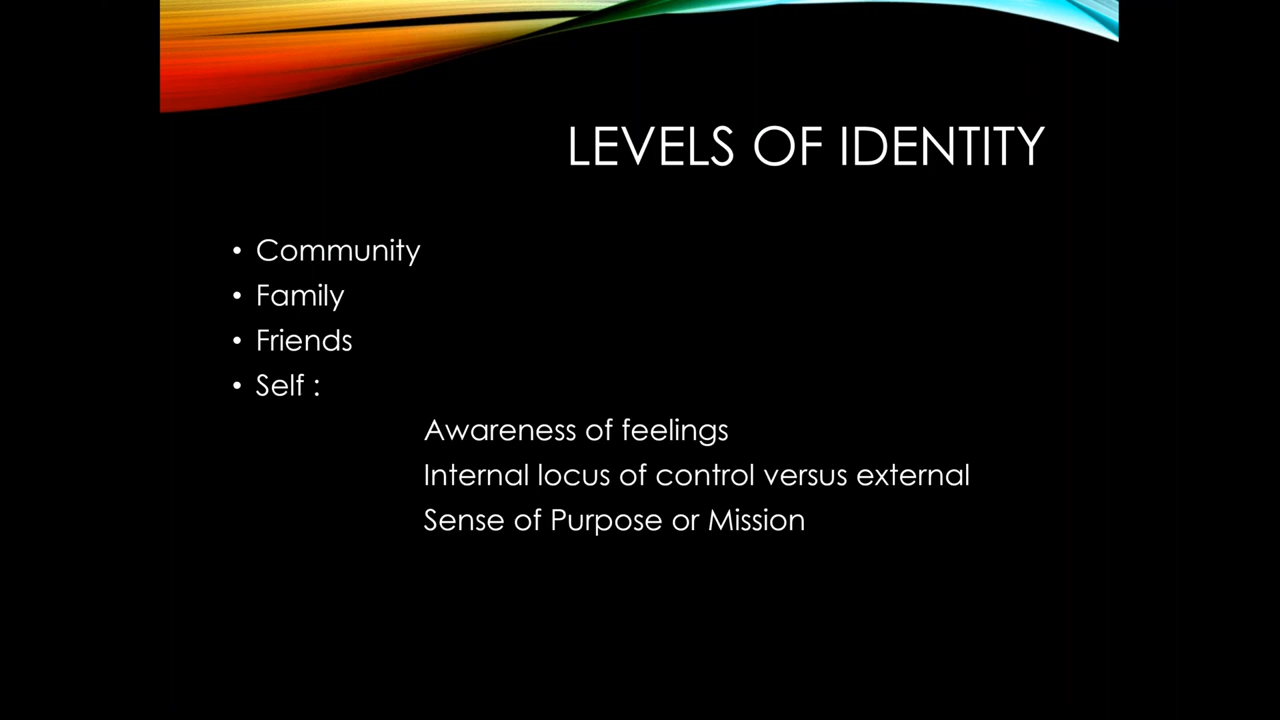 LEVELS OF IDENTITY
• Community
• Family
• Friends
• Self :
Awareness of feelings
Internal locus of control versus external
Sense of Purpose or Mission